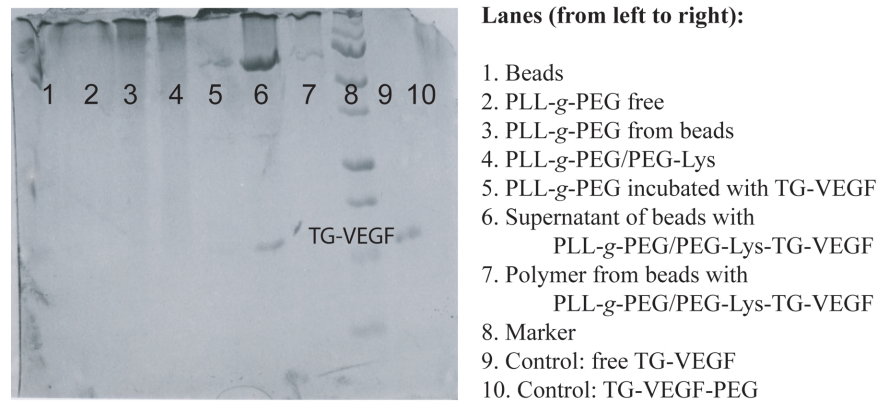 1 2 3 4 5 6 7 8 9 10
TG-VEGF
Lanes (from left to right):
1. Beads
2. PLL-g-PEG free
3. PLL-g-PEG from beads
4. PLL-g-PEG/PEG-Lys
5. PLL-g-PEG incubated with TG-VEGF
6. Supernatant of beads with
PLL-g-PEG/PEG-Lys-TG-VEGF
7. Polymer from beads with
PLL-g-PEG/PEG-Lys-TG-VEGF
8. Marker
9. Control: free TG-VEGF
10. Control: TG-VEGF-PEG